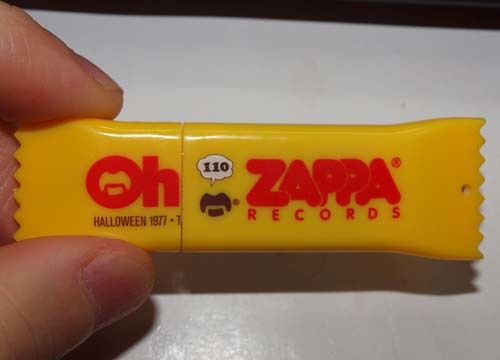 Oh
HALLOWEEN 1977 • T
110
ZAPPA®
RECORDS
®